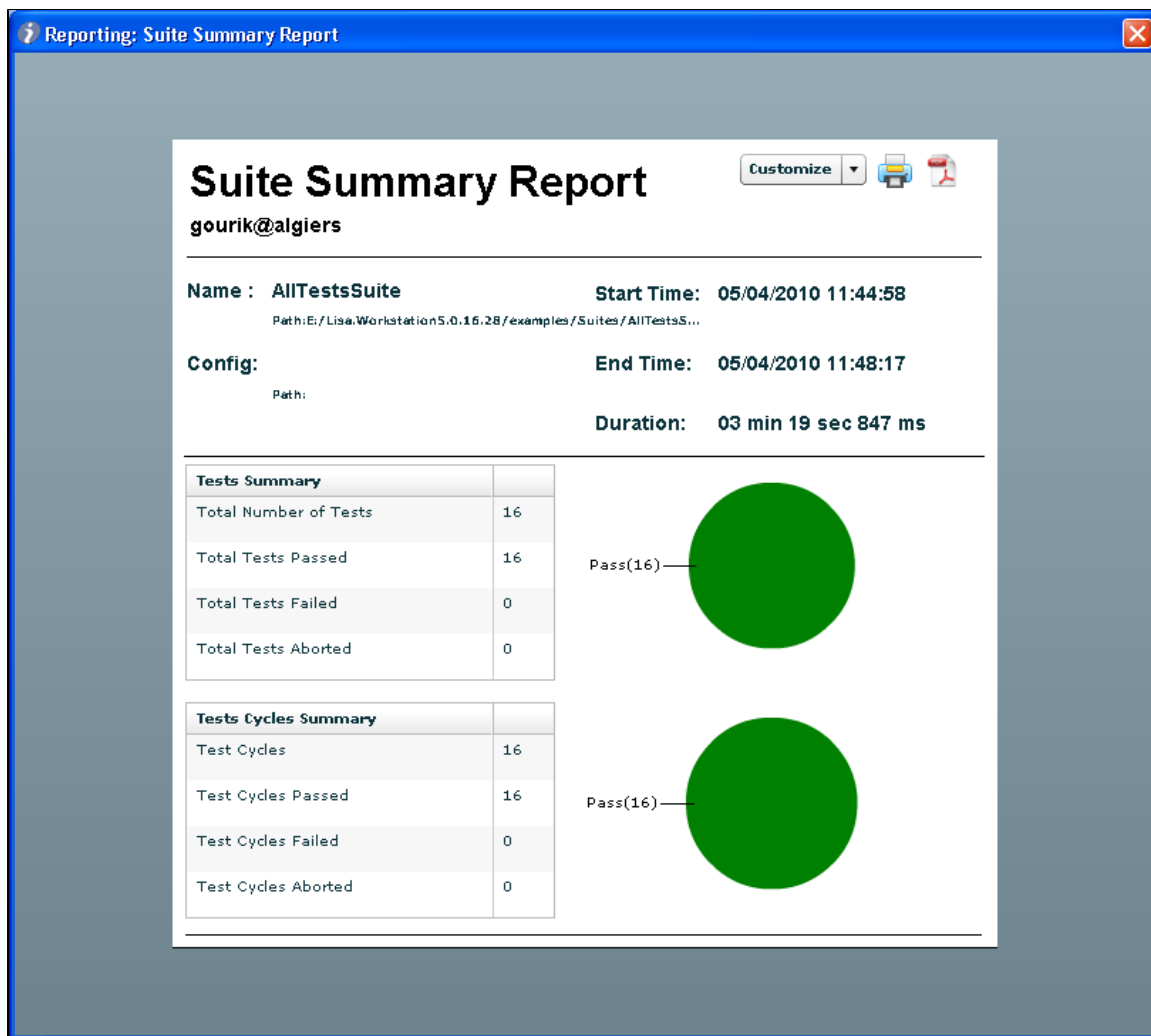 Reporting: Suite Summary Report
Suite Summary Report
Customize
gourik@algiers
Name : AllTestsSuite
Start Time: 05/04/2010 11:44:58
Path:E:/Lisa.Workstation5.0.16.28/examples/Suites/AllTestsS...
Config:
End Time: 05/04/2010 11:48:17
Path:
Duration: 03 min 19 sec 847 ms
Tests Summary
Total Number of Tests 16
Total Tests Passed 16
Total Tests Failed 0
Total Tests Aborted 0
Pass(16)
Tests Cycles Summary
Test Cycles 16
Test Cycles Passed 16
Test Cycles Failed 0
Test Cycles Aborted 0
Pass(16)